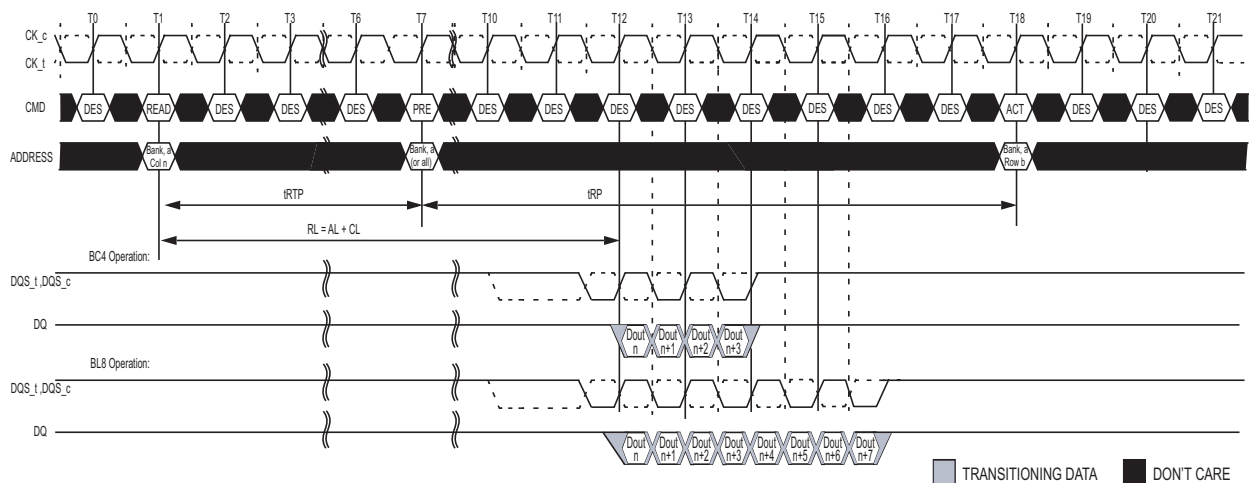 T0 T1 T2 T3 T6 T7 T10 T11 T12 T13 T14 T15 T16 T17 T18 T19 T20 T21
CK_c
CK_t
CMD DES READ DES DES DES PRE DES DES DES DES DES DES DES DES ACT DES DES DES
ADDRESS
Bank, a
Col n
Bank, a
(or all)
Bank, a
Row b
tRTP tRP
RL = AL + CL
BC4 Operation:
DQS_t ,DQS_c
DQ
Dout n Dout n+1 Dout n+2 Dout n+3
BL8 Operation:
DQS_t ,DQS_c
DQ
Dout n Dout n+1 Dout n+2 Dout n+3 Dout n+4 Dout n+5 Dout n+6 Dout n+7
TRANSITIONING DATA DON'T CARE